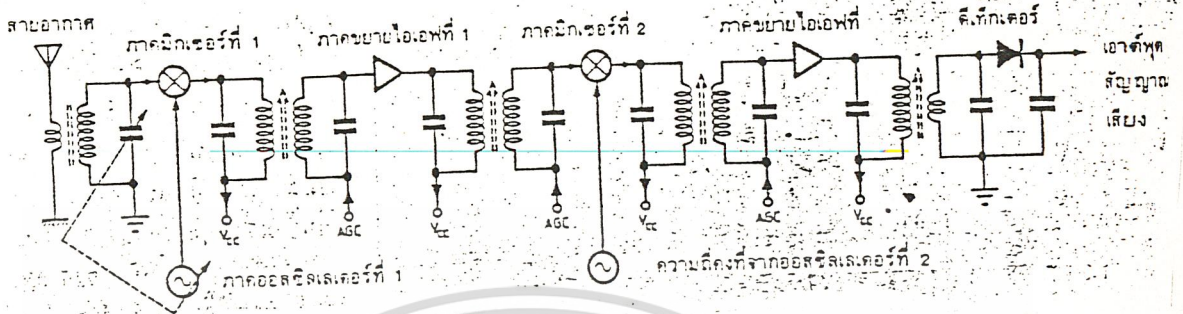 สายอากาศ
ภาคมิกเซอร์ที่ 1
ภาคขยายไอเอฟที่ 1
ภาคมิกเซอร์ที่ 2
ภาคขยายไอเอฟที่
ดีเท็กเตอร์
เอาต์พุต
สัญญาณ
เสียง
VCC
AGC
VCC
AGC
VCC
AGC
VCC
ภาคออสซิลเลเตอร์ที่ 1
ความถี่คงที่จากออสซิลเลเตอร์ที่ 2